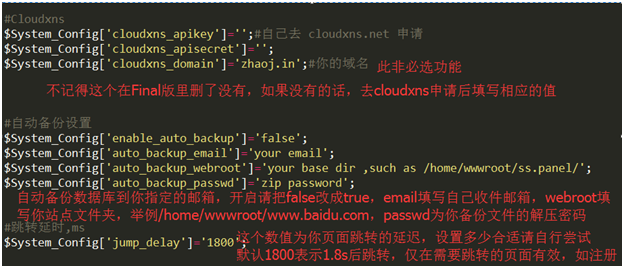 #Cloudxns
$System_Config['cloudxns_apikey']='';#自己去 cloudxns.net 申请
$System_Config['cloudxns_apisecret']='';
$System_Config['cloudxns_domain']='zhaoj.in';#你的域名
此非必选功能
不记得这个在Final版里删了没有，如果没有的话，去cloudxns申请后填写相应的值
#自动备份设置
$System_Config['enable_auto_backup']='false';
$System_Config['auto_backup_email']='your email';
$System_Config['auto_backup_webroot']='your base dir ,such as /home/wwwroot/ss.panel/';
$System_Config['auto_backup_passwd']='zip password';
自动备份数据库到你指定的邮箱，开启请把false改成true，email填写自己收件邮箱，webroot填
写你站点文件夹，举例/home/wwwroot/www.baidu.com，passwd为你备份文件的解压密码
#跳转延时,ms
$System_Config['jump_delay']='1800';
这个数值为你页面跳转的延迟，设置多少合适请自行尝试
默认1800表示1.8s后跳转，仅在需要跳转的页面有效，如注册